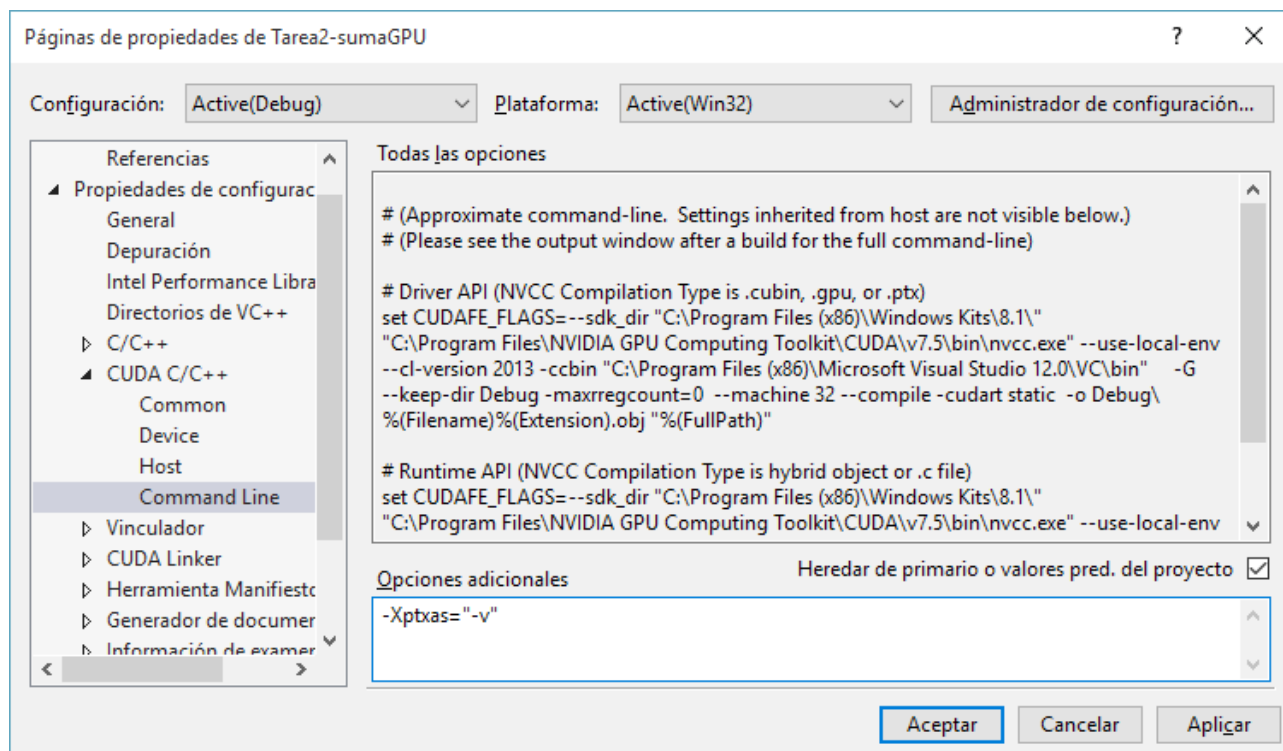 Páginas de propiedades de Tarea2-sumaGPU
?
Configuración:
Active(Debug)
Plataforma:
Active(Win32)
Administrador de configuración...
Referencias
Propiedades de configurac
General
Depuración
Intel Performance Libra
Directorios de VC++
C/C++
CUDA C/C++
Common
Device
Host
Command Line
Vinculador
CUDA Linker
Herramienta Manifiestc
Generador de documer
Información de examer
Todas las opciones
# (Approximate command-line.  Settings inherited from host are not visible below.)
# (Please see the output window after a build for the full command-line)
# Driver API (NVCC Compilation Type is .cubin, .gpu, or .ptx)
set CUDAFE_FLAGS=--sdk_dir "C:\Program Files (x86)\Windows Kits\8.1\"
"C:\Program Files\NVIDIA GPU Computing Toolkit\CUDA\v7.5\bin\nvcc.exe" --use-local-env
--cl-version 2013 -ccbin "C:\Program Files (x86)\Microsoft Visual Studio 12.0\VC\bin"     -G
--keep-dir Debug -maxrregcount=0  --machine 32 --compile -cudart static  -o Debug\
%(Filename)%(Extension).obj "%(FullPath)"
# Runtime API (NVCC Compilation Type is hybrid object or .c file)
set CUDAFE_FLAGS=--sdk_dir "C:\Program Files (x86)\Windows Kits\8.1\"
"C:\Program Files\NVIDIA GPU Computing Toolkit\CUDA\v7.5\bin\nvcc.exe" --use-local-env
Opciones adicionales
Heredar de primario o valores pred. del proyecto
-Xptxas="-v"
Aceptar
Cancelar
Aplicar